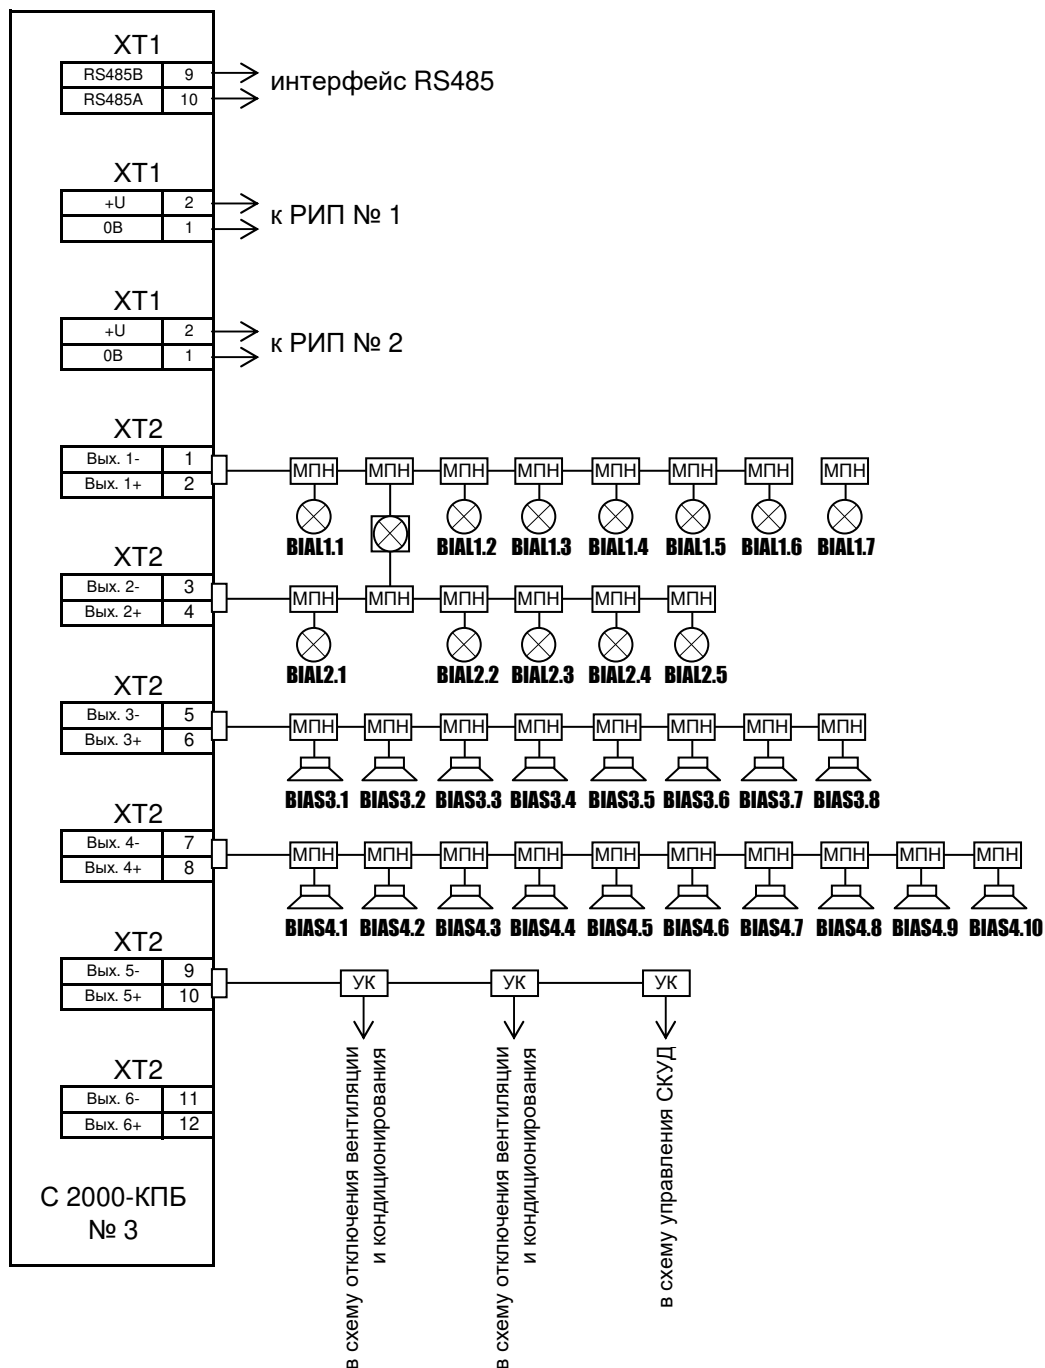 XT1
RS485B 9
RS485A 10
интерфейс RS485
XT1
+U 2
0В 1
к РИП № 1
XT1
+U 2
0В 1
к РИП № 2
XT2
Вых. 1- 1
Вых. 1+ 2
МПН МПН МПН МПН МПН МПН МПН МПН
BIAL1.1 BIAL1.2 BIAL1.3 BIAL1.4 BIAL1.5 BIAL1.6 BIAL1.7
XT2
Вых. 2- 3
Вых. 2+ 4
МПН МПН МПН МПН МПН МПН
BIAL2.1 BIAL2.2 BIAL2.3 BIAL2.4 BIAL2.5
XT2
Вых. 3- 5
Вых. 3+ 6
МПН МПН МПН МПН МПН МПН МПН МПН
BIAS3.1 BIAS3.2 BIAS3.3 BIAS3.4 BIAS3.5 BIAS3.6 BIAS3.7 BIAS3.8
XT2
Вых. 4- 7
Вых. 4+ 8
МПН МПН МПН МПН МПН МПН МПН МПН МПН МПН
BIAS4.1 BIAS4.2 BIAS4.3 BIAS4.4 BIAS4.5 BIAS4.6 BIAS4.7 BIAS4.8 BIAS4.9 BIAS4.10
XT2
Вых. 5- 9
Вых. 5+ 10
УК УК УК
в схему отключения вентиляции
и кондиционирования
в схему отключения вентиляции
и кондиционирования
в схему управления СКУД
XT2
Вых. 6- 11
Вых. 6+ 12
С 2000-КПБ
№ 3